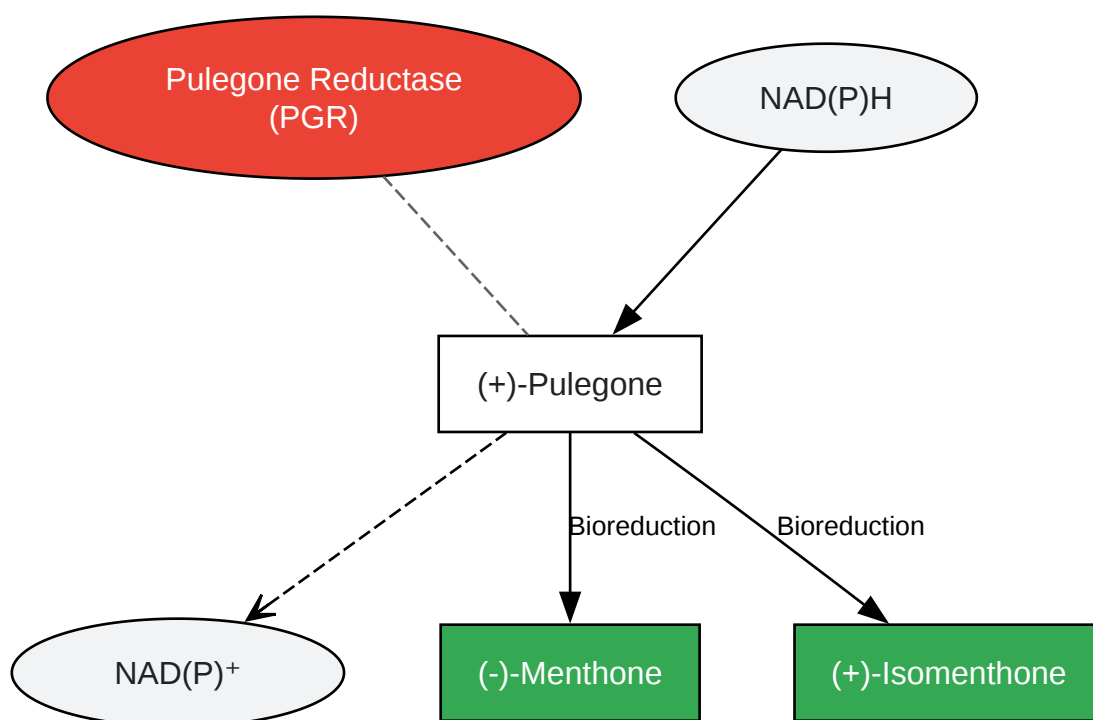 Pulegone Reductase
(PGR)
NAD(P)H
(+)-Pulegone
Bioreduction
Bioreduction
NAD(P)⁺
(-)-Menthone
(+)-Isomenthone